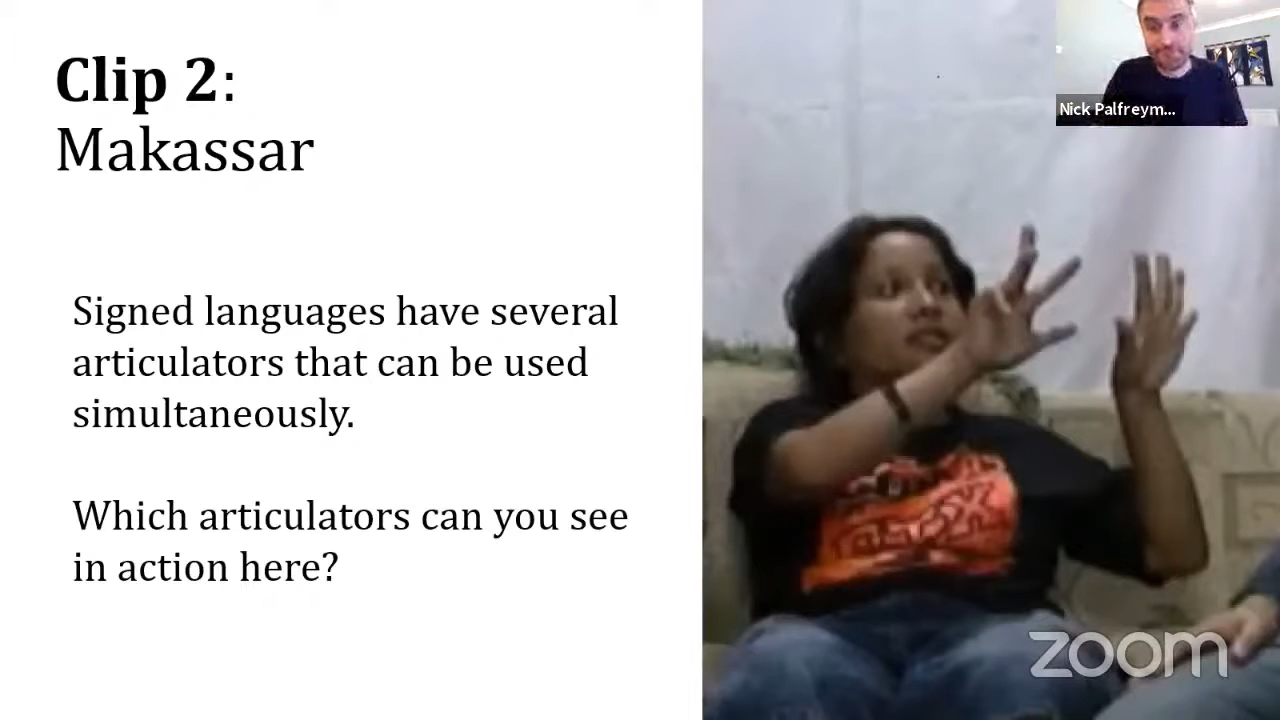 Clip 2:
Makassar
Signed languages have several
articulators that can be used
simultaneously.
Which articulators can you see
in action here?
Nick Palfreym...
zoom